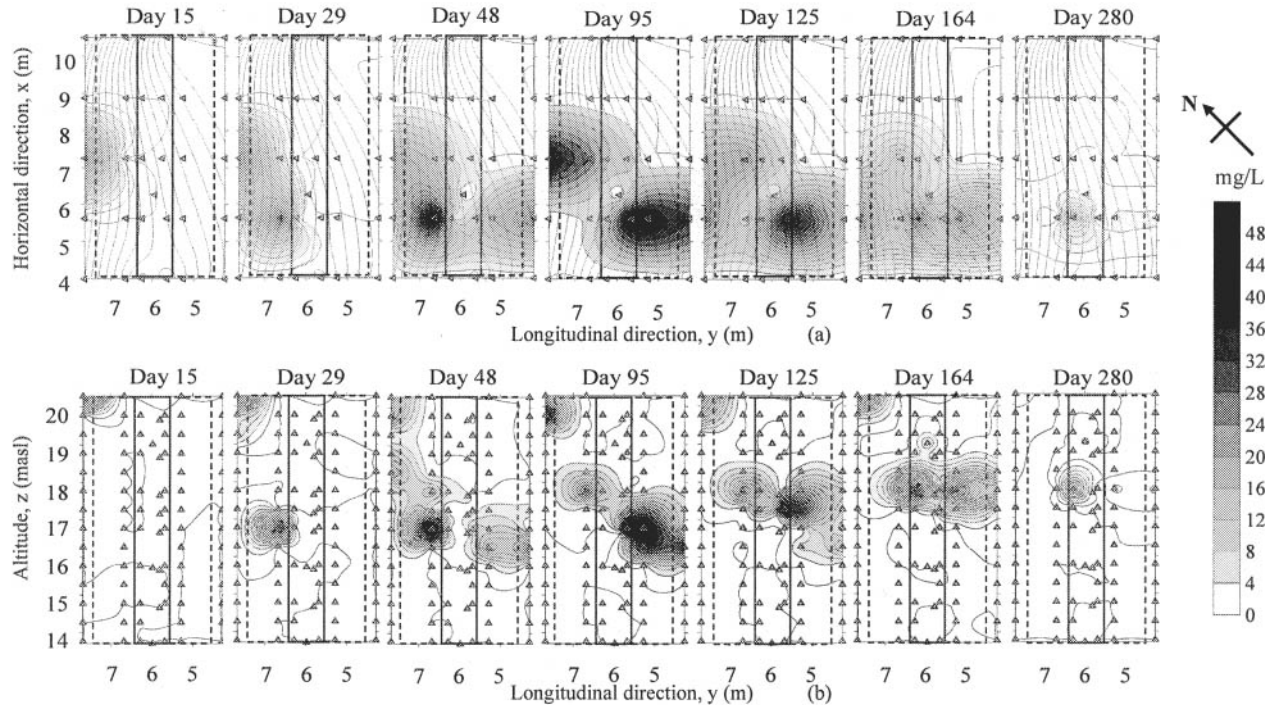 Day 15 Day 29 Day 48 Day 95 Day 125 Day 164 Day 280
Horizontal direction, x (m)
10
9
8
7
6
5
4
N
mg/L
48
44
40
36
32
28
24
20
16
12
8
4
0
7 6 5 7 6 5 7 6 5 7 6 5 7 6 5 7 6 5 7 6 5
Longitudinal direction, y (m) (a)
Day 15 Day 29 Day 48 Day 95 Day 125 Day 164 Day 280
Altitude, z (masl)
20
19
18
17
16
15
14
7 6 5 7 6 5 7 6 5 7 6 5 7 6 5 7 6 5 7 6 5
Longitudinal direction, y (m) (b)